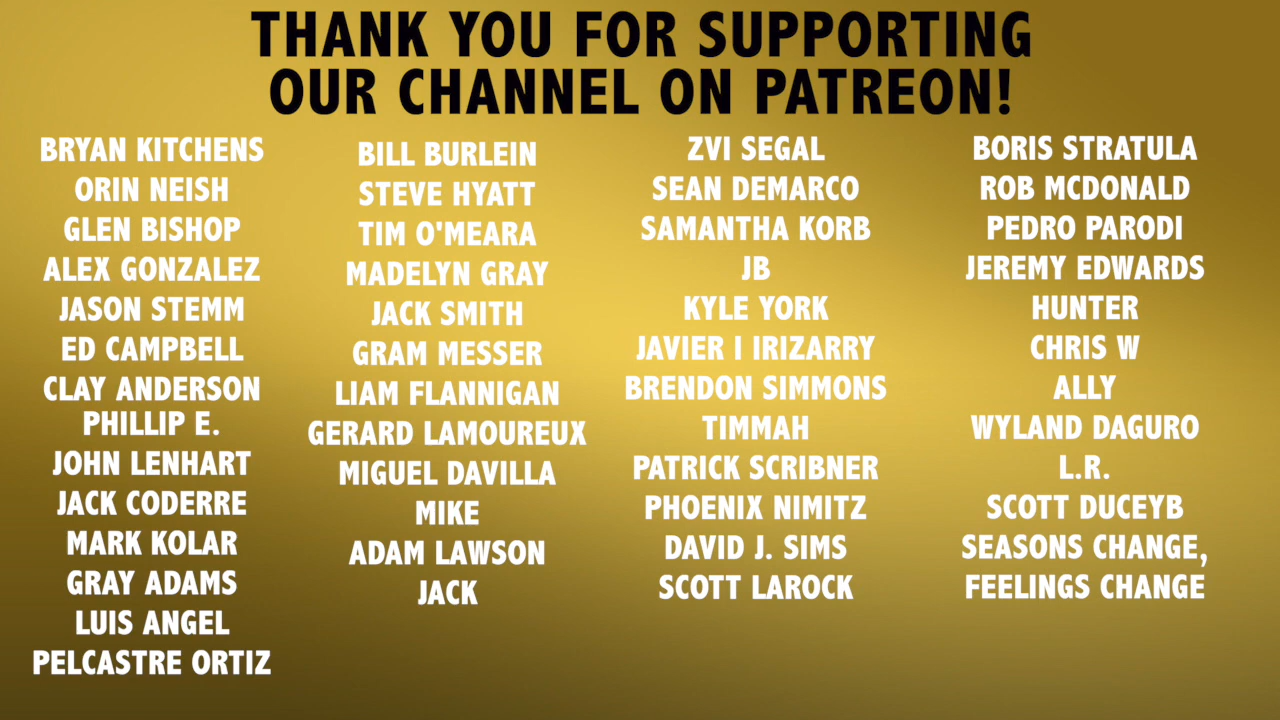 THANK YOU FOR SUPPORTING
OUR CHANNEL ON PATREON!
BRYAN KITCHENS
ORIN NEISH
GLEN BISHOP
ALEX GONZALEZ
JASON STEMM
ED CAMPBELL
CLAY ANDERSON
PHILLIP E.
JOHN LENHART
JACK CODERRE
MARK KOLAR
GRAY ADAMS
LUIS ANGEL
PELCASTRE ORTIZ
BILL BURLEIN
STEVE HYATT
TIM O'MEARA
MADELYN GRAY
JACK SMITH
GRAM MESSER
LIAM FLANNIGAN
GERARD LAMOUREUX
MIGUEL DAVILLA
MIKE
ADAM LAWSON
JACK
ZVI SEGAL
SEAN DEMARCO
SAMANTHA KORB
JB
KYLE YORK
JAVIER I IRIZARRY
BRENDON SIMMONS
TIMMAH
PATRICK SCRIBNER
PHOENIX NIMITZ
DAVID J. SIMS
SCOTT LAROCK
BORIS STRATULA
ROB MCDONALD
PEDRO PARODI
JEREMY EDWARDS
HUNTER
CHRIS W
ALLY
WYLAND DAGURO
L.R.
SCOTT DUCEYB
SEASONS CHANGE,
FEELINGS CHANGE